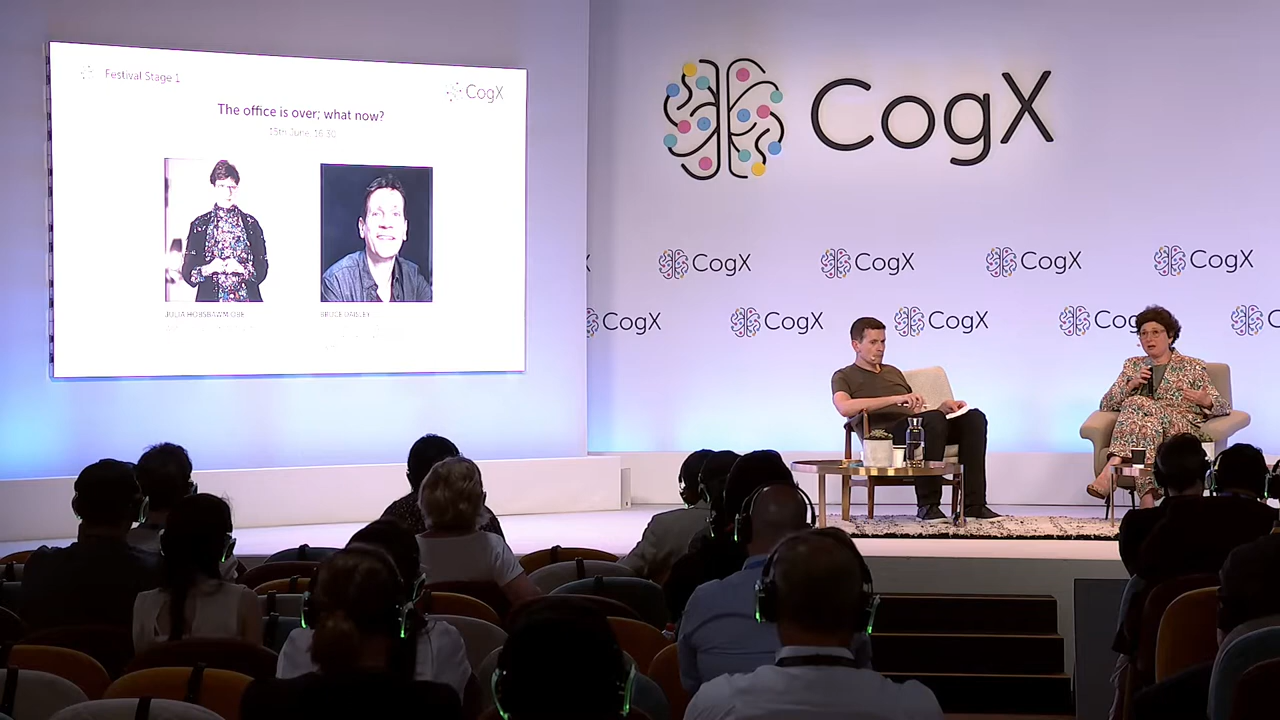 Festival Stage 1
CogX
The office is over; what now?
15th June 16:30
JULIA HOBSBAWM OBE
BRUCE DAISLEY
CogX
CogX
CogX
CogX
CogX
CogX
CogX
CogX
Cog